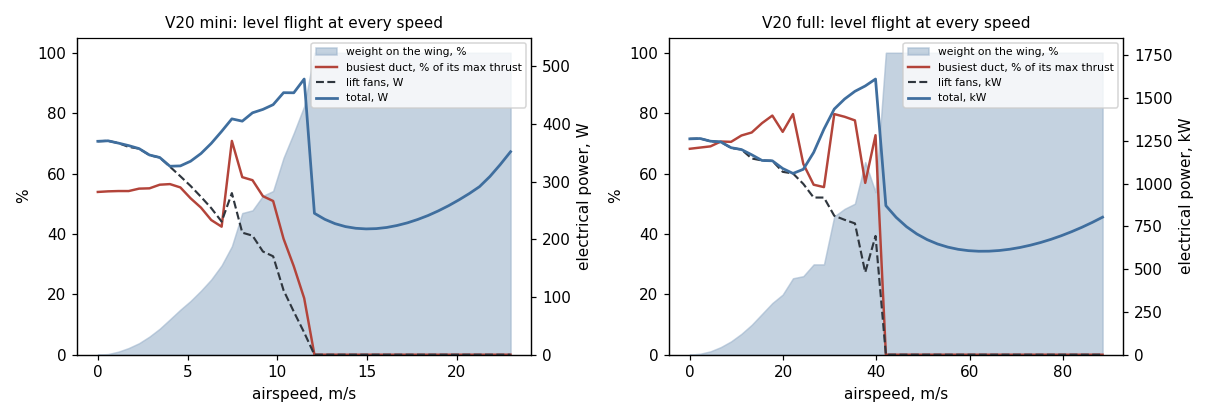 V20 mini: level flight at every speed
100
80
60
40
20
0
%
weight on the wing, %
busiest duct, % of its max thrust
lift fans, W
total, W
500
400
300
200
100
0
electrical power, W
0
5
10
15
20
airspeed, m/s
V20 full: level flight at every speed
100
80
60
40
20
0
%
weight on the wing, %
busiest duct, % of its max thrust
lift fans, kW
total, kW
1750
1500
1250
1000
750
500
250
0
electrical power, kW
0
20
40
60
80
airspeed, m/s